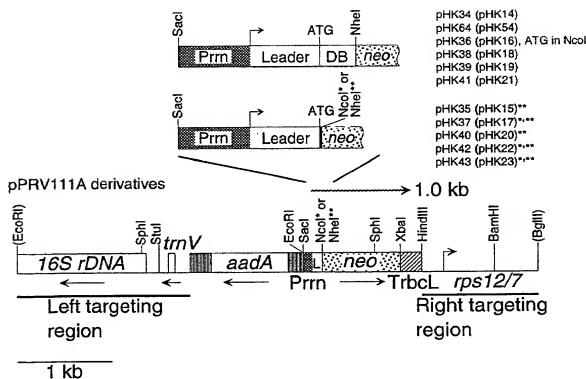 SacI
ATG
NheI
Prrn
Leader
DB
neo
pHK34 (pHK14)
pHK64 (pHK54)
pHK36 (pHK16), ATG in NcoI
pHK38 (pHK18)
pHK39 (pHK19)
pHK41 (pHK21)
SacI
ATG
NcoI* or
NheI**
Prrn
Leader
neo
pHK35 (pHK15)**
pHK37 (pHK17)*,**
pHK40 (pHK20)**
pHK42 (pHK22)*,**
pHK43 (pHK23)*,**
pPRV111A derivatives
1.0 kb
(EcoRI)
SphI
StuI
trnV
EcoRI
SacI
NcoI* or
NheI**
SphI
XbaI
HindIII
BamHI
(BglII)
16S rDNA
aadA
L
neo
Prrn
TrbcL
rps12/7
Left targeting
region
Right targeting
region
1 kb